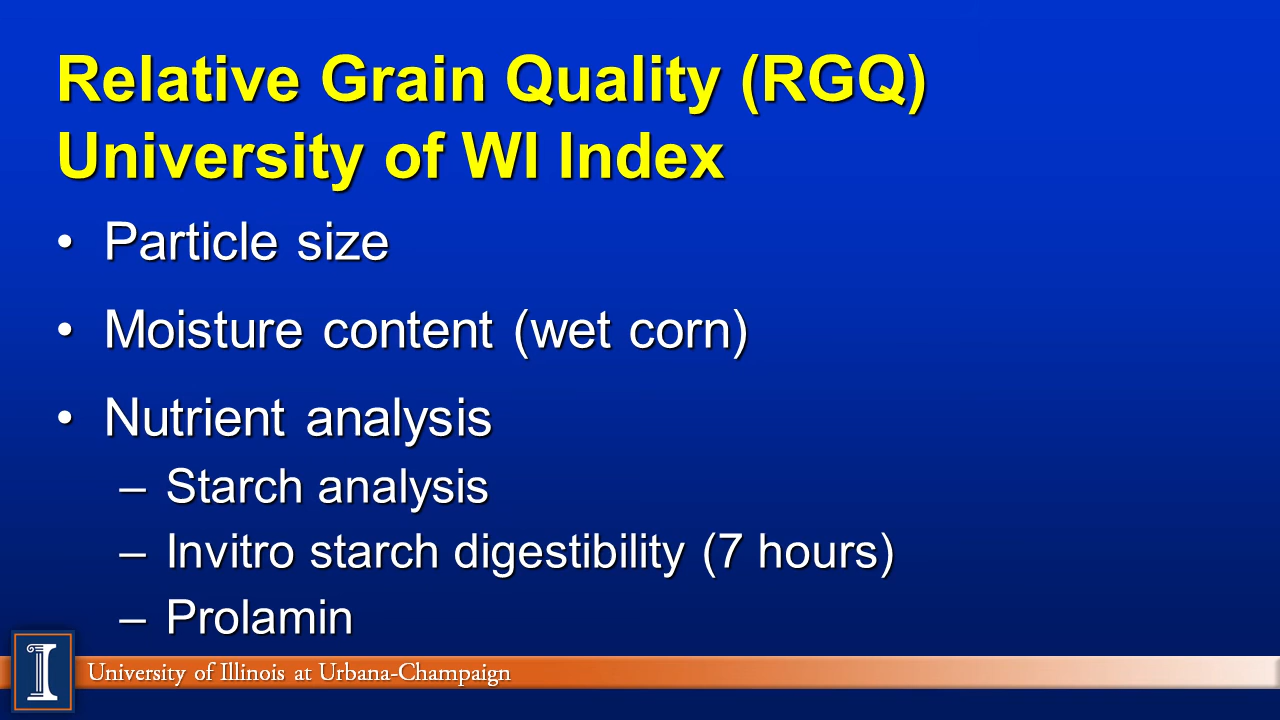 Relative Grain Quality (RGQ)
University of WI Index
• Particle size
• Moisture content (wet corn)
• Nutrient analysis
– Starch analysis
– Invitro starch digestibility (7 hours)
– Prolamin
I
University of Illinois at Urbana-Champaign